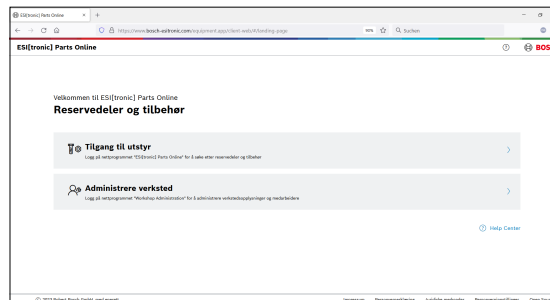 ESI[tronic] Parts Online
https://www.bosch-esitronic.com/equipment.app/client-web/#/landing-page
90%
Suchen
ESI[tronic] Parts Online
BOS
Velkommen til ESI[tronic] Parts Online
Reservedeler og tilbehør
Tilgang til utstyr
Logg på nettprogrammet "ESI[tronic] Parts Online" for å søke etter reservedeler og tilbehør
Administrere verksted
Logg på nettprogrammet "Workshop Administration" for å administrere verkstedsopplysninger og medarbeidere
Help Center